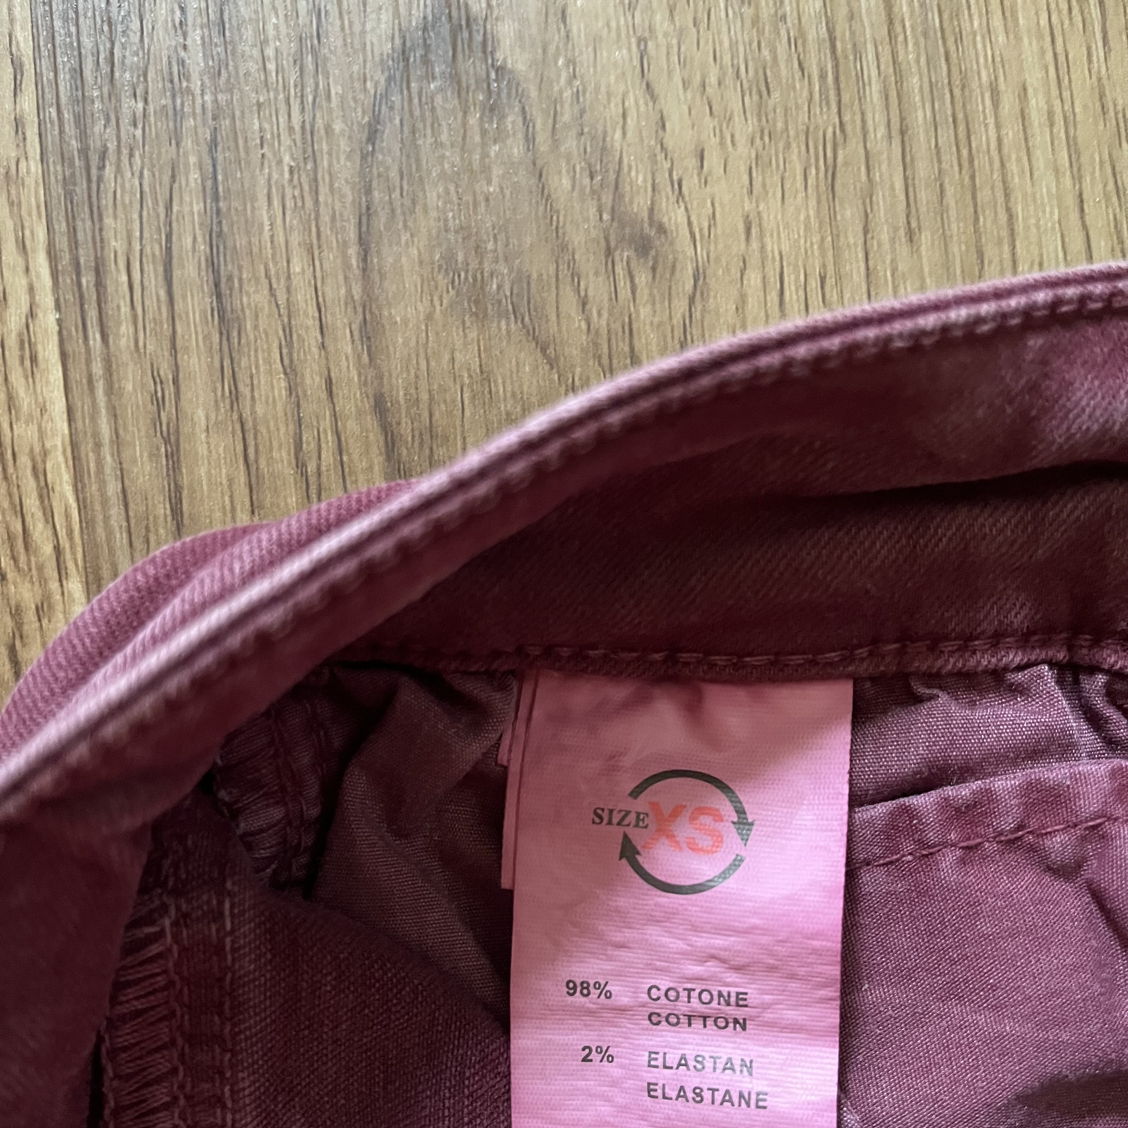 SIZE XS
98% COTONE
COTTON
2% ELASTAN
ELASTANE